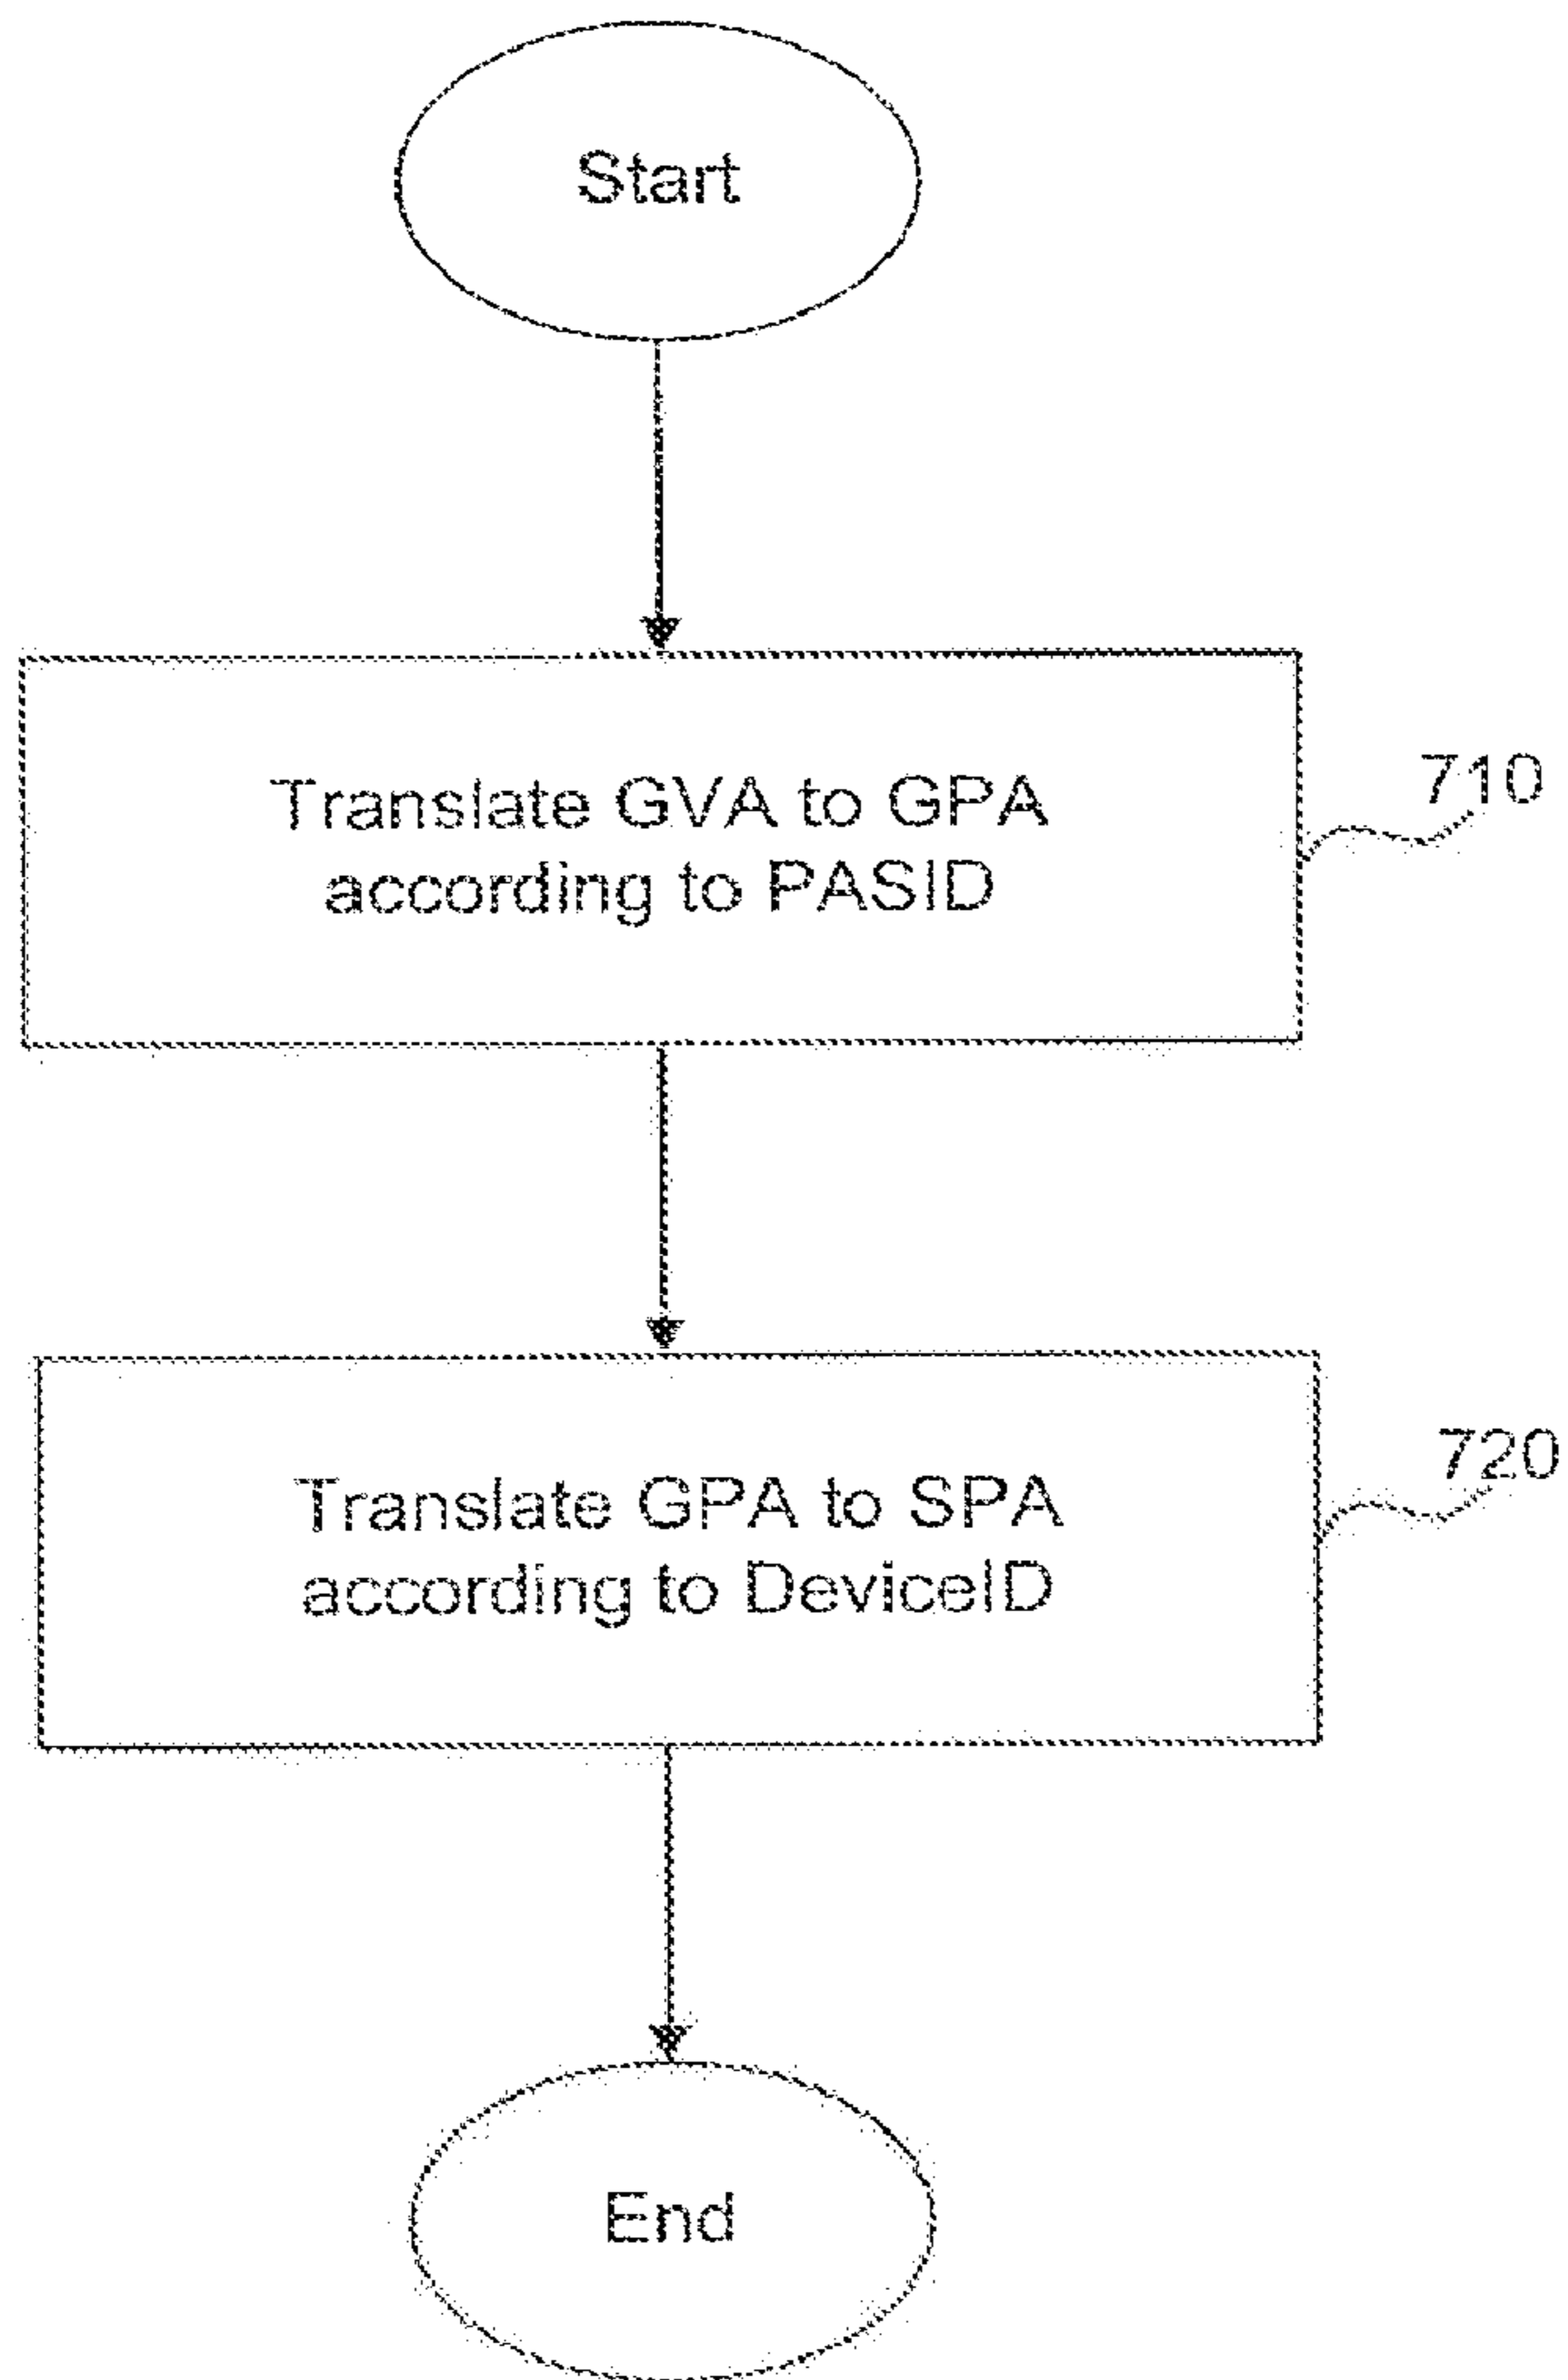 Start
Translate GVA to GPA
according to PASID
710
Translate GPA to SPA
according to DeviceID
720
End